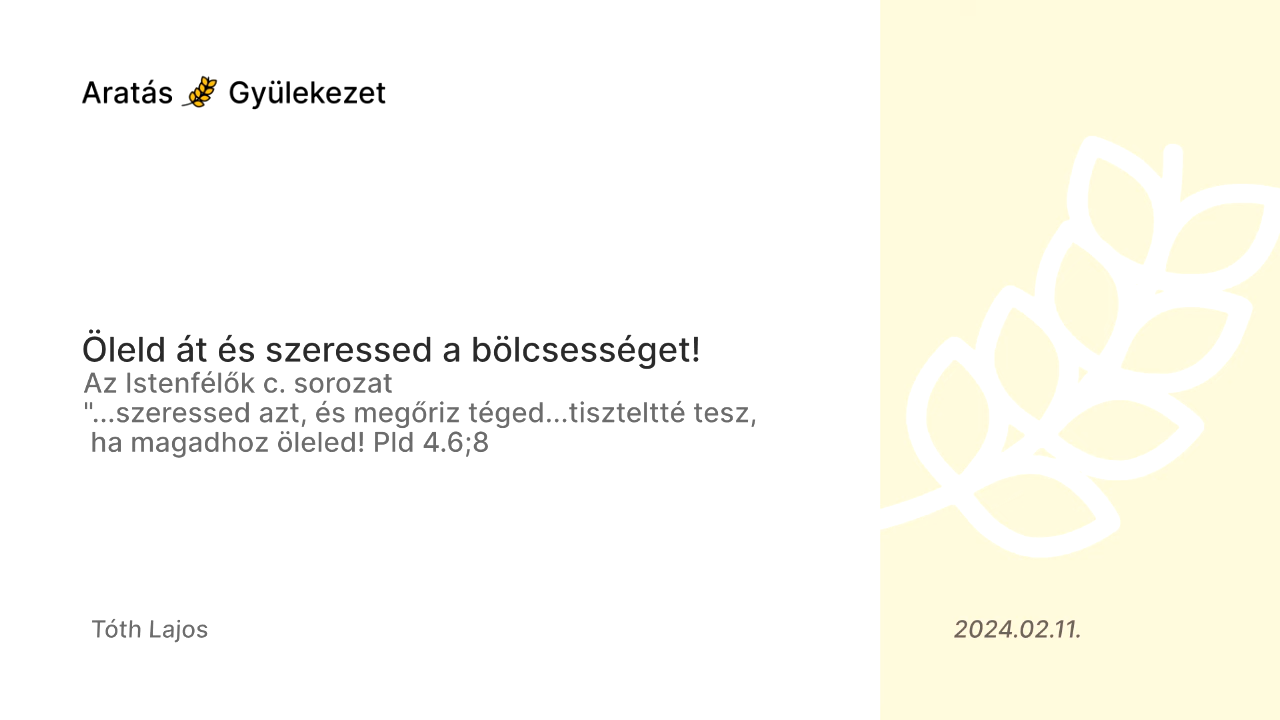 Aratás Gyülekezet
Öleld át és szeressed a bölcsességet!
Az Istenfélők c. sorozat
"...szeressed azt, és megőriz téged...tiszteltté tesz,
ha magadhoz öleled! Pld 4.6;8
Tóth Lajos
2024.02.11.